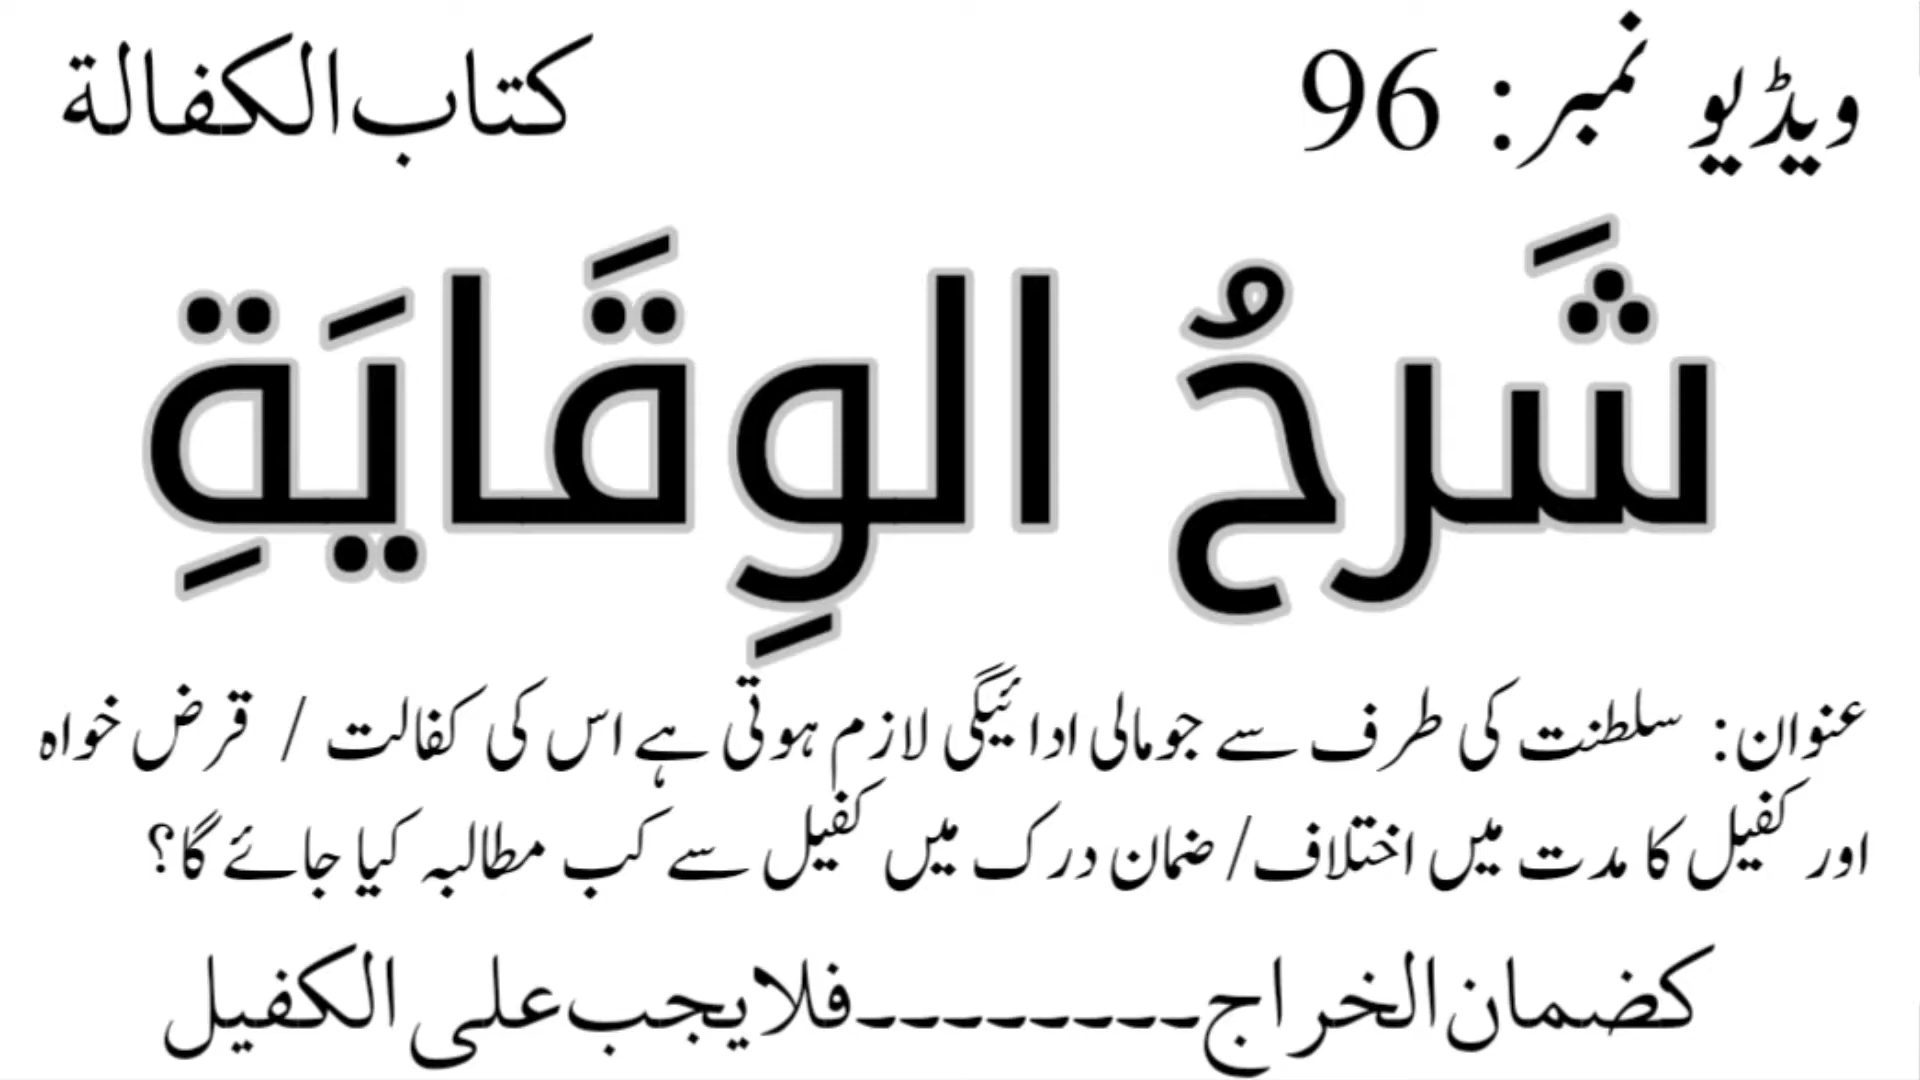 ویڈیو نمبر: 96
کتاب الکفالة
شَرحُ الوِقَايَةِ
عنوان: سلطنت کی طرف سے جو مالی ادائیگی لازم ہوتی ہے اس کی کفالت / قرض خواہ
اور کفیل کا مدت میں اختلاف/ ضمان درک میں کفیل سے کب مطالبہ کیا جائے گا؟
کضمان الخراج۔۔۔۔۔۔۔۔۔فلا یجب علی الکفیل